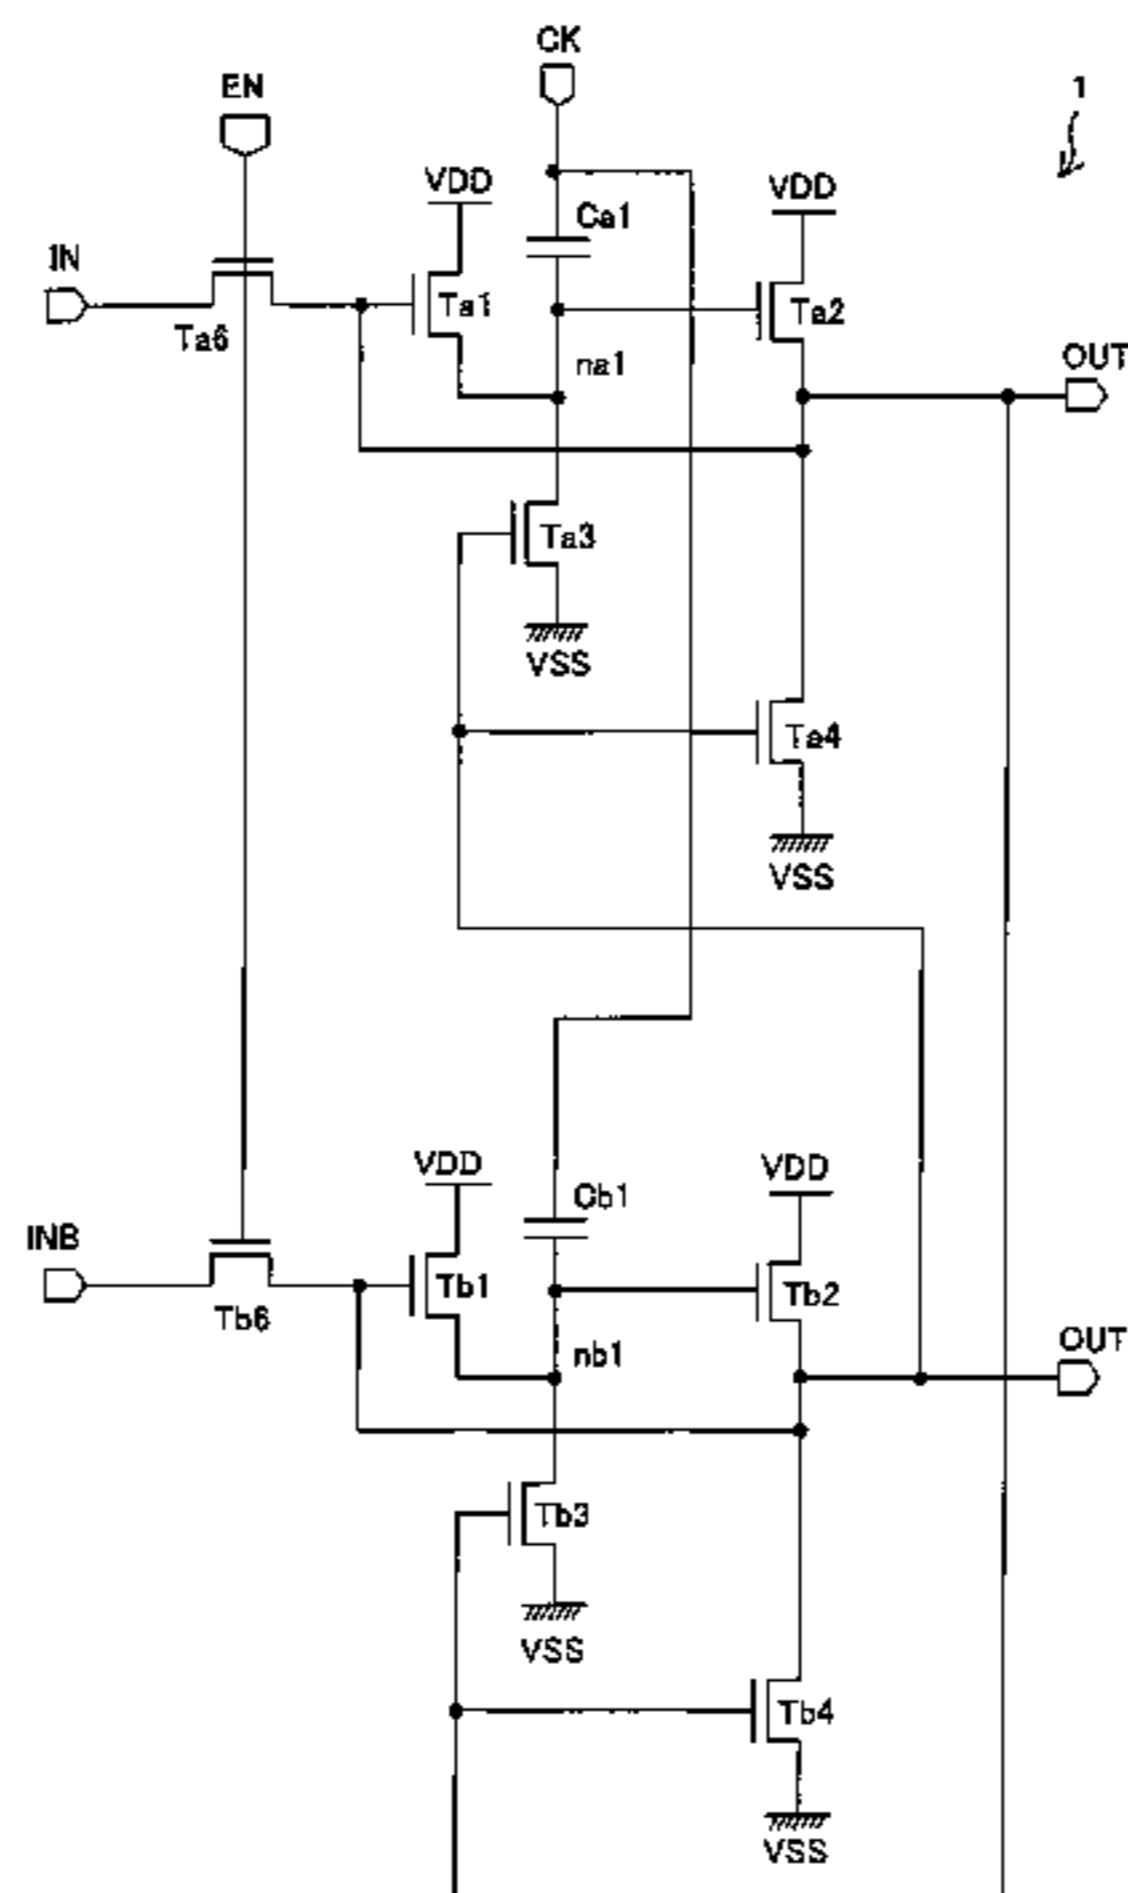 CK
EN
1
VDD
VDD
Ca1
IN
Ta1
Ta2
Ta6
OUT
na1
Ta3
VSS
Ta4
VSS
VDD
VDD
Cb1
INB
Tb1
Tb2
Tb6
OUT
nb1
Tb3
VSS
Tb4
VSS